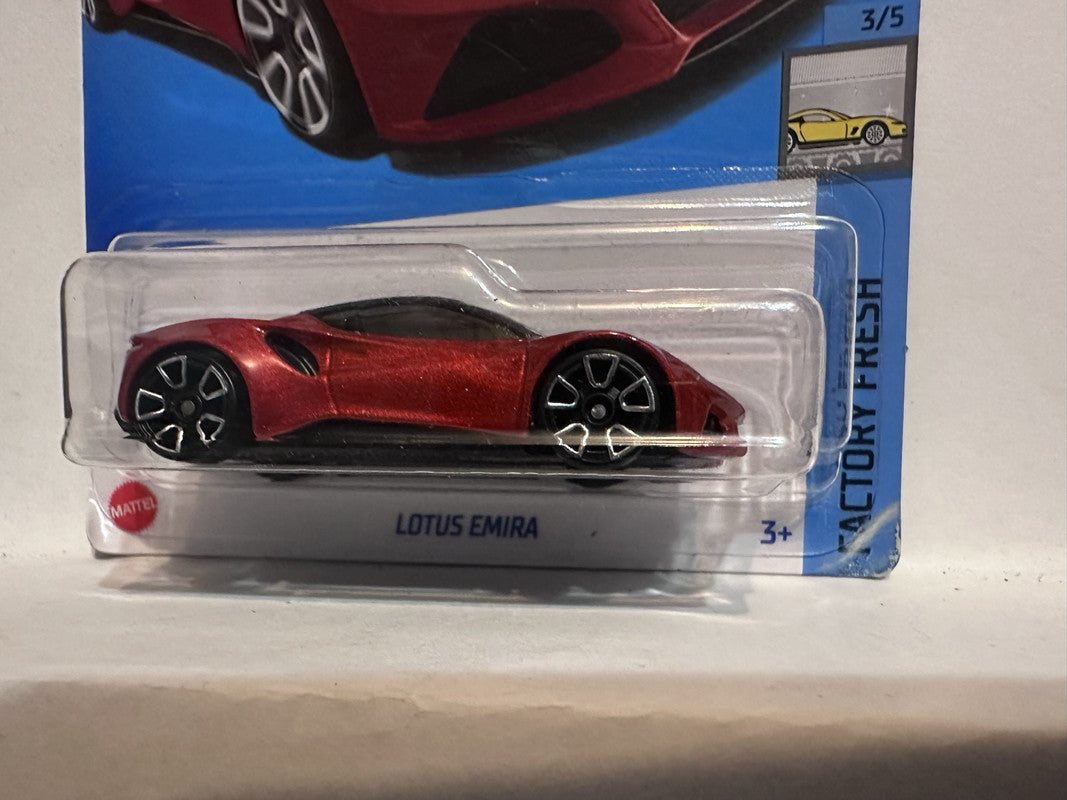 3/5
FACTORY FRESH
MATTEL
LOTUS EMIRA
3+